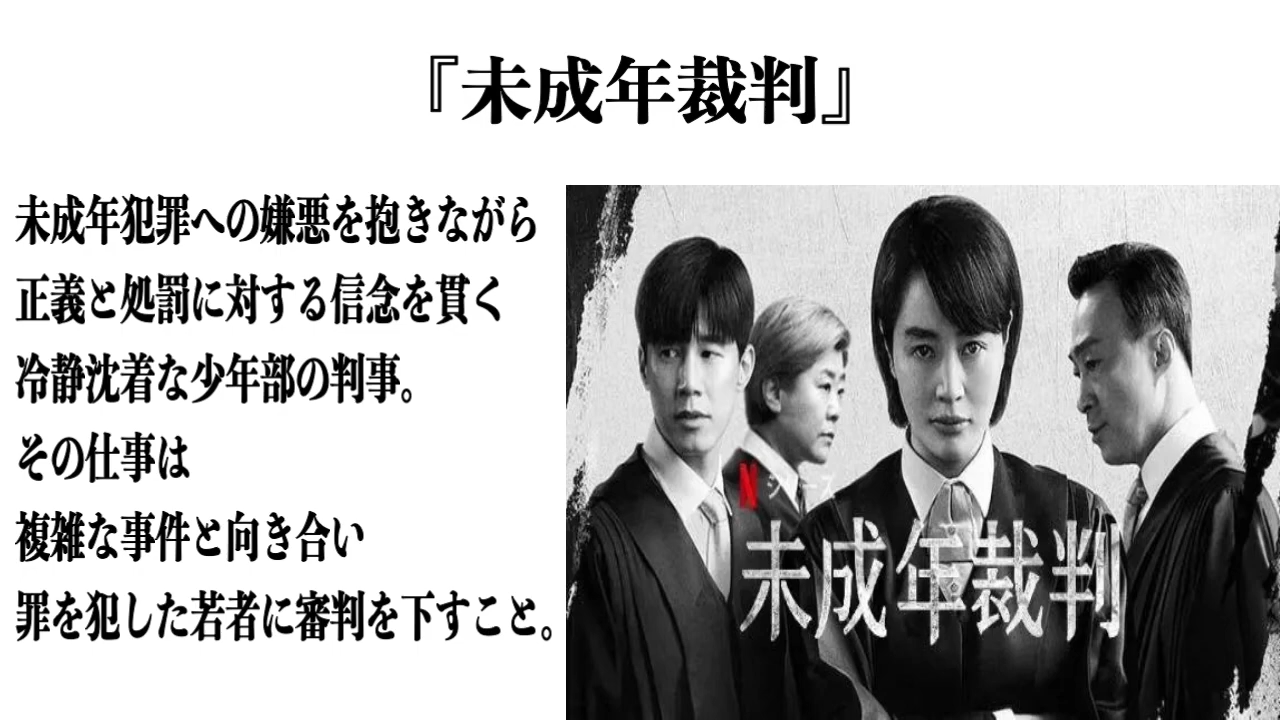 『未成年裁判』
未成年犯罪への嫌悪を抱きながら
正義と処罰に対する信念を貫く
冷静沈着な少年部の判事。
その仕事は
複雑な事件と向き合い
罪を犯した若者に審判を下すこと。
N シリーズ
未成年裁判